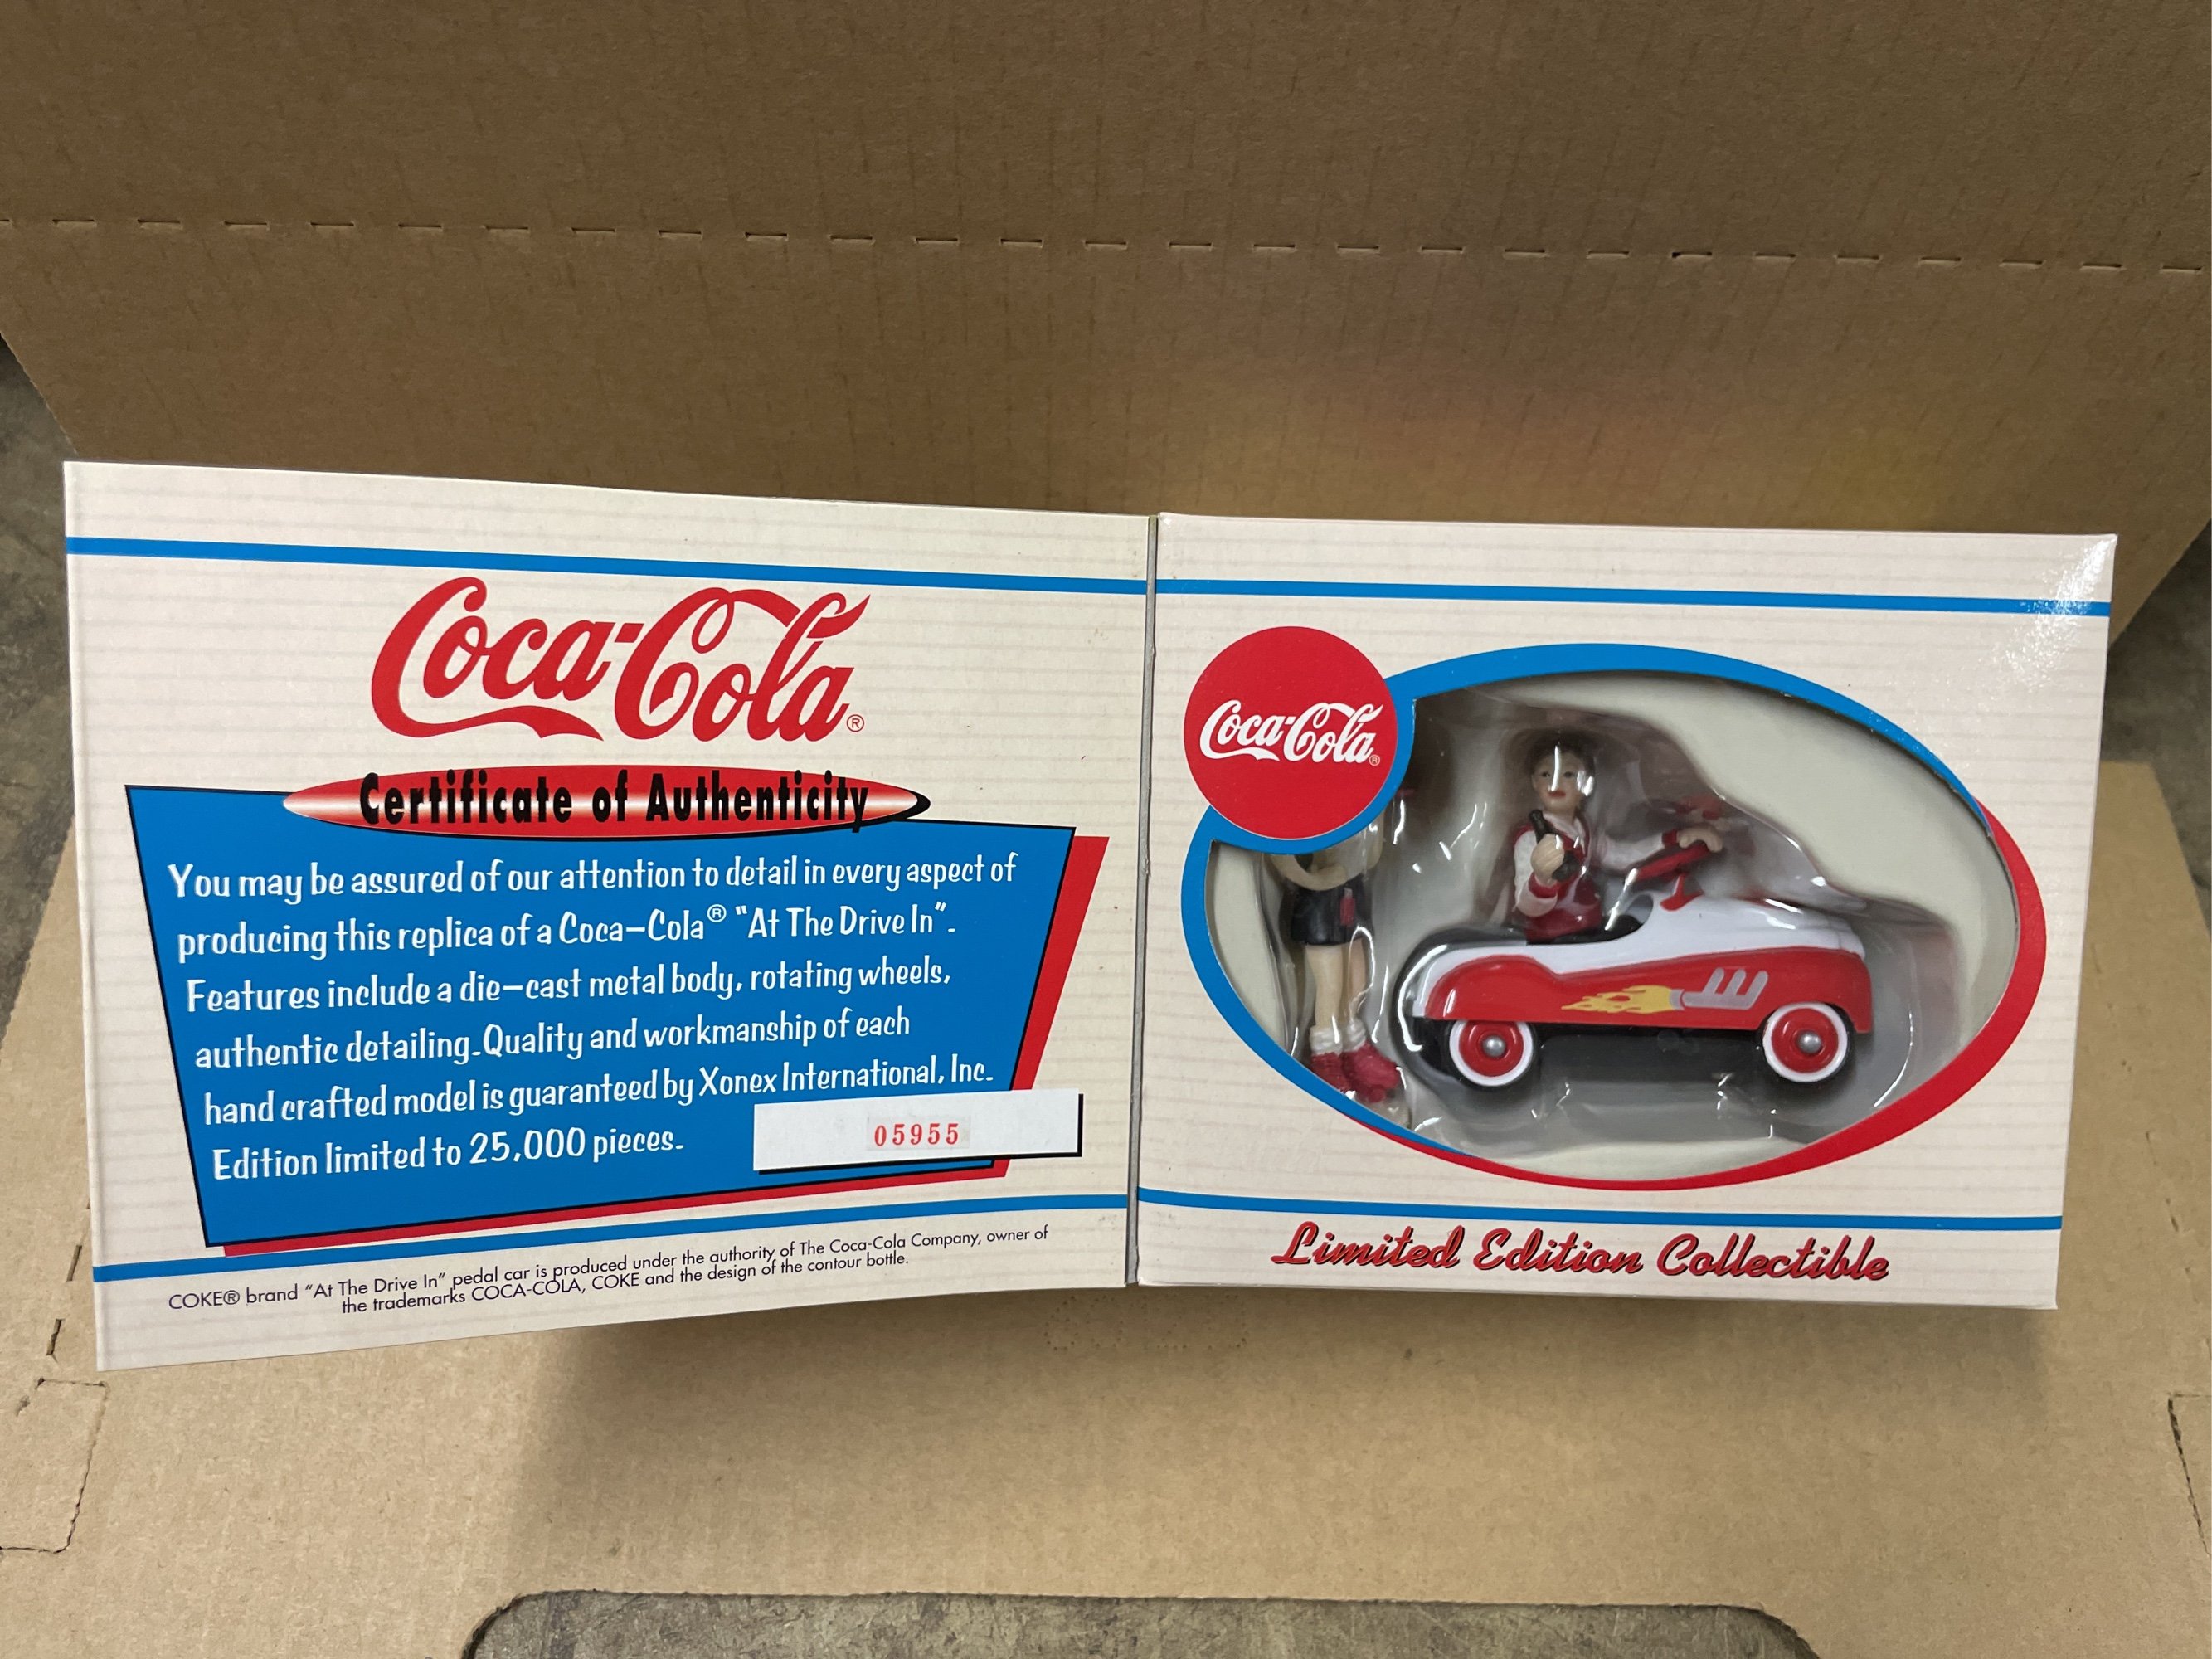 Coca-Cola®
Certificate of Authenticity
You may be assured of our attention to detail in every aspect of
producing this replica of a Coca-Cola® "At The Drive In".
Features include a die-cast metal body, rotating wheels,
authentic detailing. Quality and workmanship of each
hand crafted model is guaranteed by Xonex International, Inc.
Edition limited to 25,000 pieces.
05955
COKE® brand "At The Drive In" pedal car is produced under the authority of The Coca-Cola Company, owner of
the trademarks COCA-COLA, COKE and the design of the contour bottle.
Coca-Cola®
Limited Edition Collectible